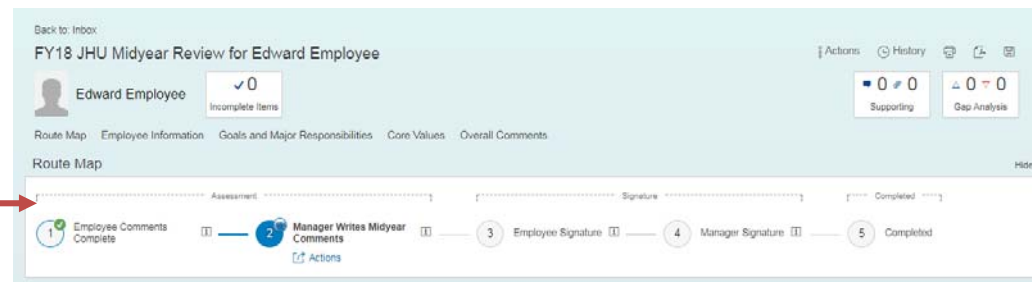 Back to: Inbox
FY18 JHU Midyear Review for Edward Employee
Actions History
Edward Employee
0
Incomplete Items
0 0
Supporting
0 0
Gap Analysis
Route Map Employee Information Goals and Major Responsibilities Core Values Overall Comments
Route Map
Hide
Assessment
Signature
Completed
1 Employee Comments
Complete
2 Manager Writes Midyear
Comments
Actions
3 Employee Signature
4 Manager Signature
5 Completed